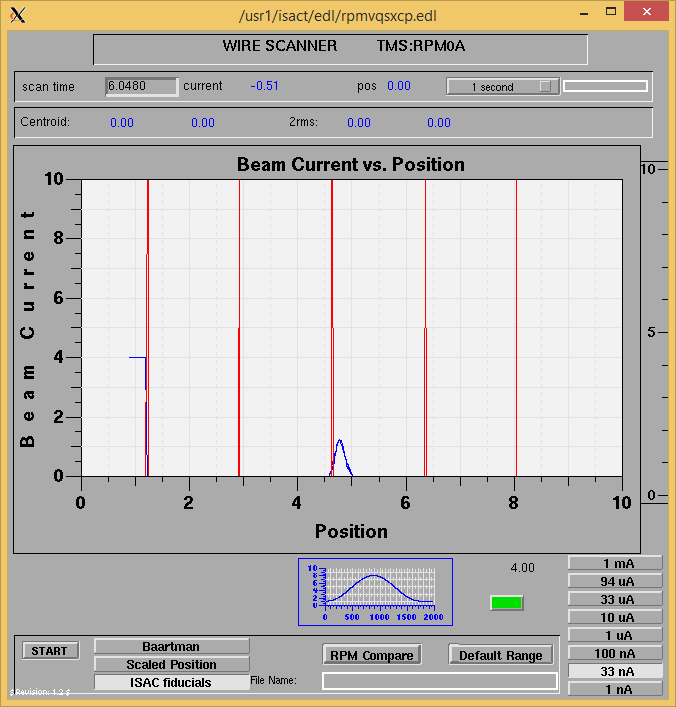 /usr1/isact/edl/rpmvqsxcp.edl
WIRE SCANNER TMS:RPM0A
scan time 6.0480 current -0.51 pos 0.00 1 second
Centroid: 0.00 0.00 2rms: 0.00 0.00
Beam Current vs. Position
Beam Current
10
8
6
4
2
0
0 2 4 6 8 10
Position
10
5
0
10
8
6
4
2
0
0 500 1000 1500 2000
4.00
1 mA
94 uA
33 uA
10 uA
1 uA
100 nA
33 nA
1 nA
START
Baartman
Scaled Position
ISAC fiducials
RPM Compare
Default Range
File Name:
$Revision: 1.2 $